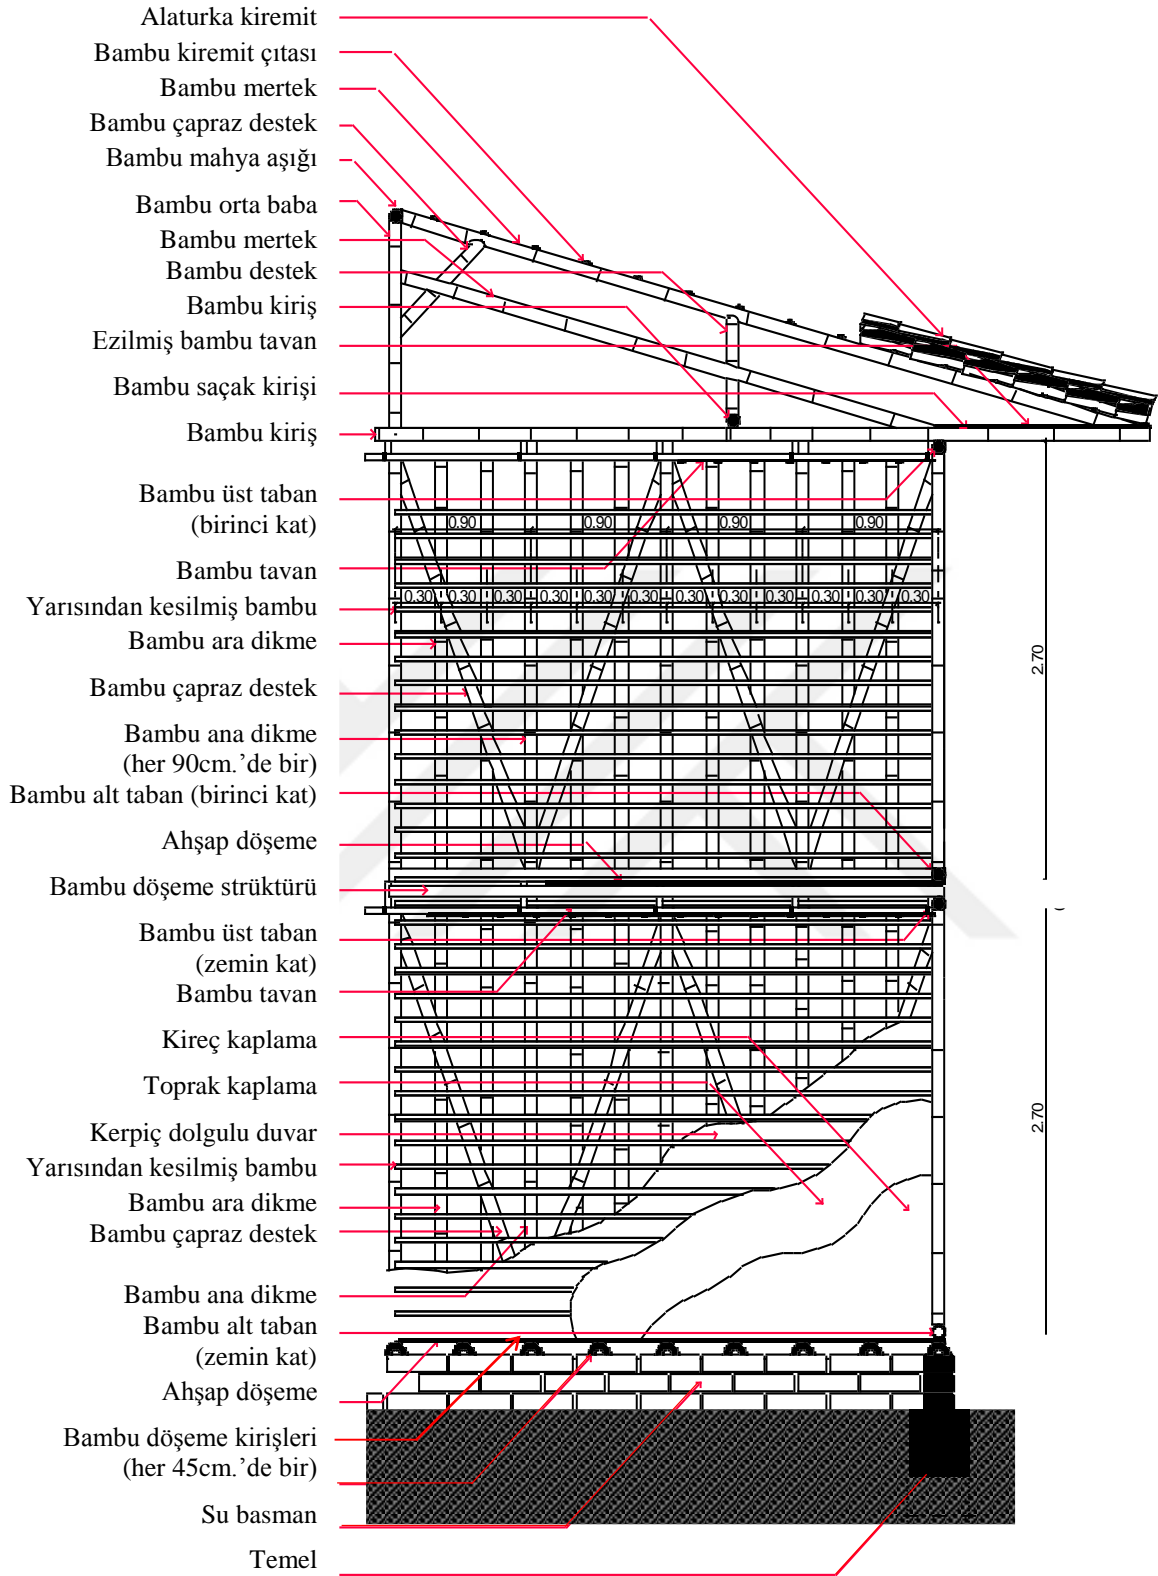 Alaturka kiremit
Bambu kiremit çıtası
Bambu mertek
Bambu çapraz destek
Bambu mahya aşığı
Bambu orta baba
Bambu mertek
Bambu destek
Bambu kiriş
Ezilmiş bambu tavan
Bambu saçak kirişi
Bambu kiriş
Bambu üst taban
(birinci kat)
0.90 0.90 0.90 0.90
Bambu tavan
0.30 0.30 0.30 0.30 0.30 0.30 0.30 0.30 0.30 0.30 0.30 0.30
Yarısından kesilmiş bambu
Bambu ara dikme
2.70
Bambu çapraz destek
Bambu ana dikme
(her 90cm.’de bir)
Bambu alt taban (birinci kat)
Ahşap döşeme
Bambu döşeme strüktürü
Bambu üst taban
(zemin kat)
Bambu tavan
Kireç kaplama
Toprak kaplama
2.70
Kerpiç dolgulu duvar
Yarısından kesilmiş bambu
Bambu ara dikme
Bambu çapraz destek
Bambu ana dikme
Bambu alt taban
(zemin kat)
Ahşap döşeme
Bambu döşeme kirişleri
(her 45cm.’de bir)
Su basman
Temel